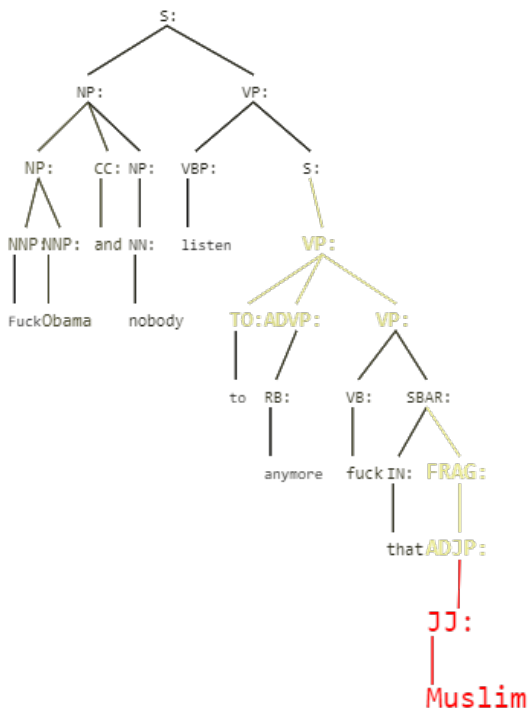 S:
NP: VP:
NP: CC: NP: VBP: S:
NNP: NNP: and NN: listen VP:
Fuck Obama nobody TO: ADVP: VP:
to RB: VB: SBAR:
anymore fuck IN: FRAG:
that ADJP:
JJ:
Muslim